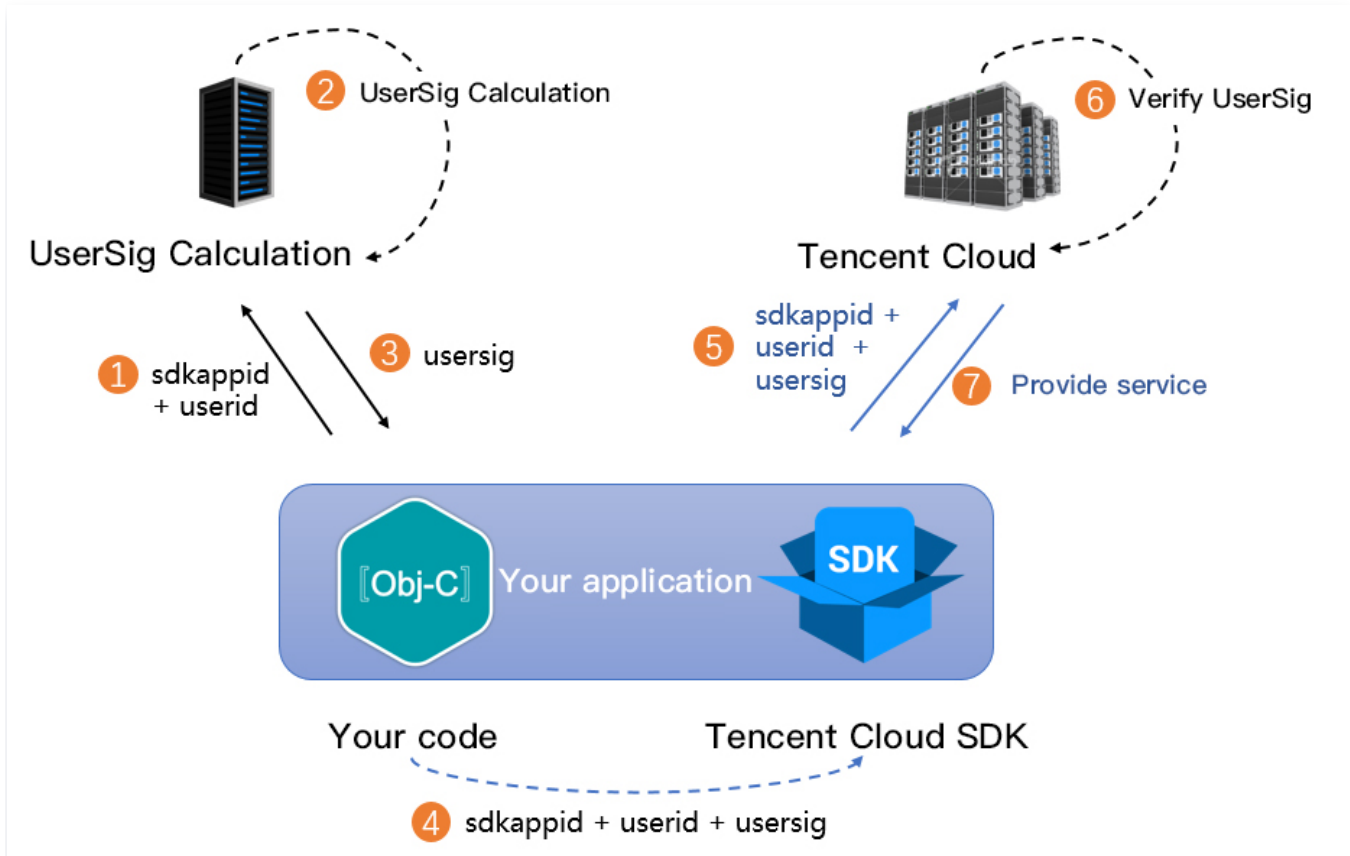 2 UserSig Calculation
6 Verify UserSig
UserSig Calculation
Tencent Cloud
1 sdkappid
+ userid
3 usersig
5 sdkappid +
userid +
usersig
7 Provide service
[Obj-C]
Your application
SDK
Your code
Tencent Cloud SDK
4 sdkappid + userid + usersig